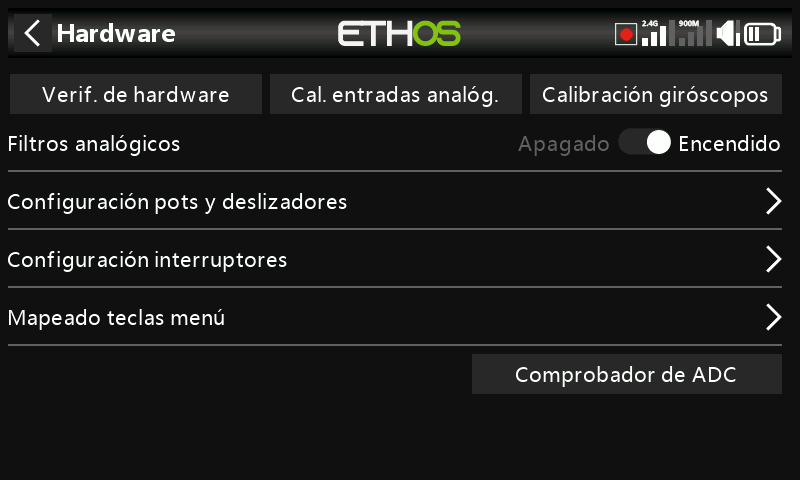 Hardware
ETHOS
2.4G
900M
Verif. de hardware
Cal. entradas analóg.
Calibración giróscopos
Filtros analógicos
Apagado
Encendido
Configuración pots y deslizadores
Configuración interruptores
Mapeado teclas menú
Comprobador de ADC